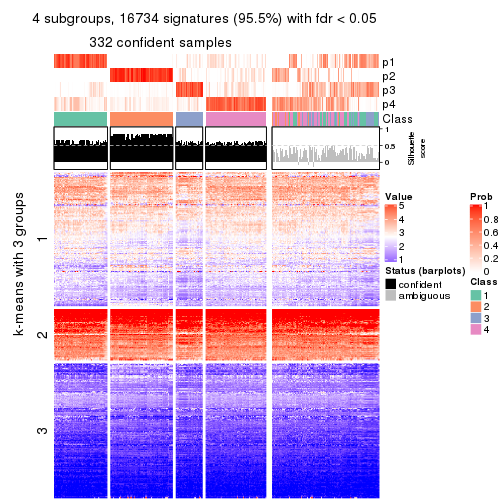 4 subgroups, 16734 signatures (95.5%) with fdr < 0.05
332 confident samples
p1
p2
p3
p4
Class
1
0.5
0
Silhouette
score
k-means with 3 groups
1
2
3
Value
5
4
3
2
1
Status (barplots)
confident
ambiguous
Prob
1
0.8
0.6
0.4
0.2
0
Class
1
2
3
4